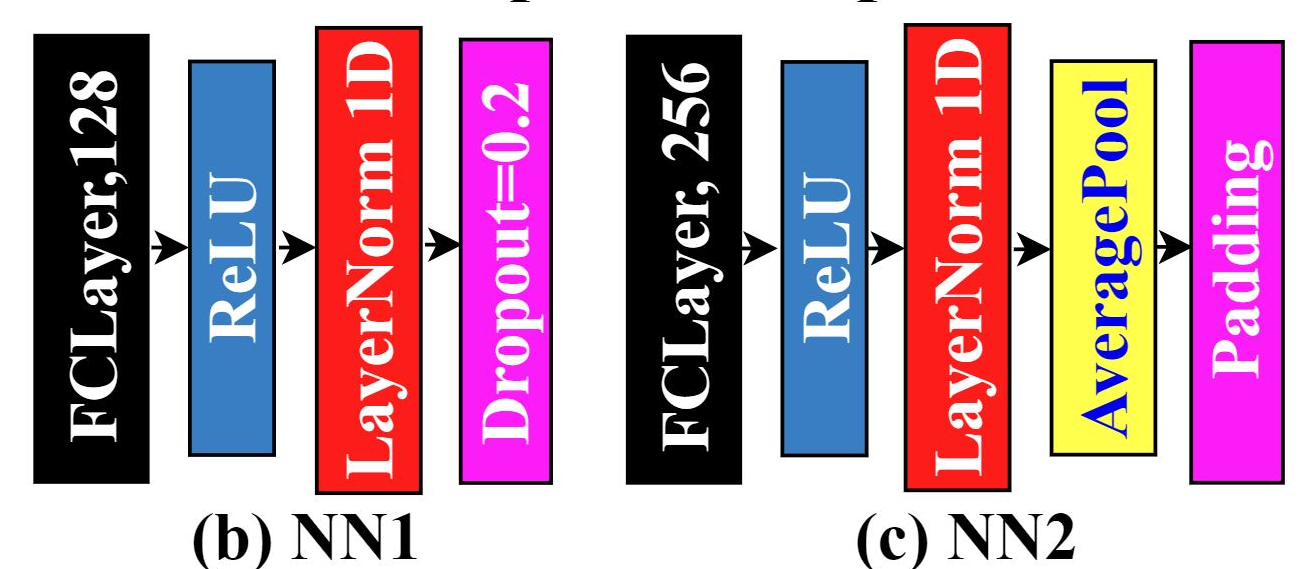 FCLayer,128
ReLU
LayerNorm 1D
Dropout=0.2
(b) NN1
FCLayer, 256
ReLU
LayerNorm 1D
AveragePool
Padding
(c) NN2